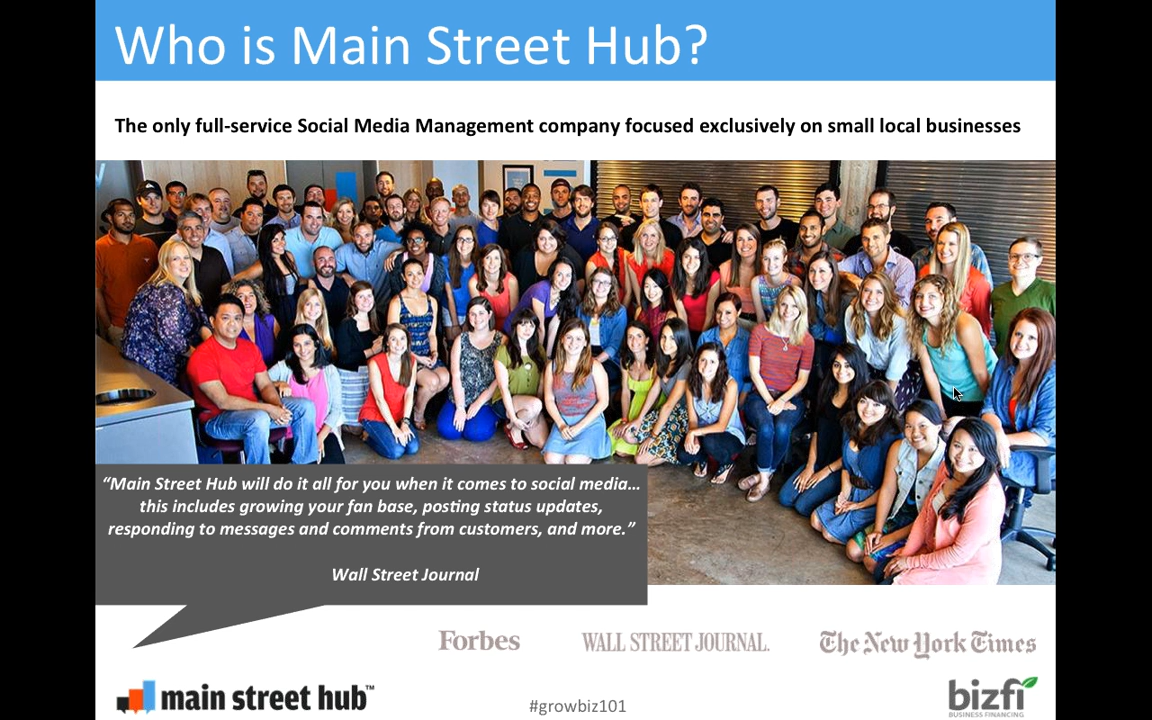 Who is Main Street Hub?
The only full-service Social Media Management company focused exclusively on small local businesses
“Main Street Hub will do it all for you when it comes to social media…
this includes growing your fan base, posting status updates,
responding to messages and comments from customers, and more.”
Wall Street Journal
Forbes WALL STREET JOURNAL. The New York Times
main street hub™ #growbiz101 bizfi
BUSINESS FINANCING